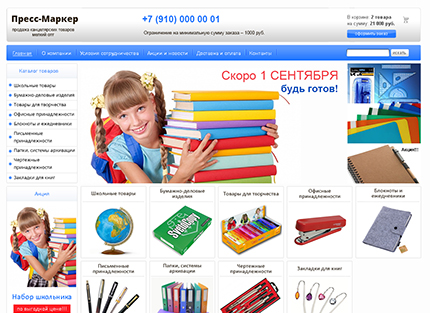 Пресс-Маркер
продажа канцелярских товаров
мелкий опт
+7 (910) 000 00 01
Ограничение на минимальную сумму заказа – 1000 руб.
В корзине: 2 товара
на сумму: 21 000 руб.
оформить заказ
Главная
О компании
Условия сотрудничества
Акции и новости
Доставка и оплата
Контакты
искать
Каталог товаров
Школьные товары
Бумажно-деловые изделия
Товары для творчества
Офисные принадлежности
Блокноты и ежедневники
Письменные
принадлежности
Папки, системы архивации
Чертежные
принадлежности
Закладки для книг
Скоро 1 СЕНТЯБРЯ
будь готов!
Акция!!!
Акция
Набор школьника
по выгодной цене!!!
Школьные товары
Бумажно-деловые
изделия
Товары для творчества
Офисные
принадлежности
Блокноты и
ежедневники
Письменные
принадлежности
Папки, системы
архивации
Чертежные
принадлежности
Закладки для книг